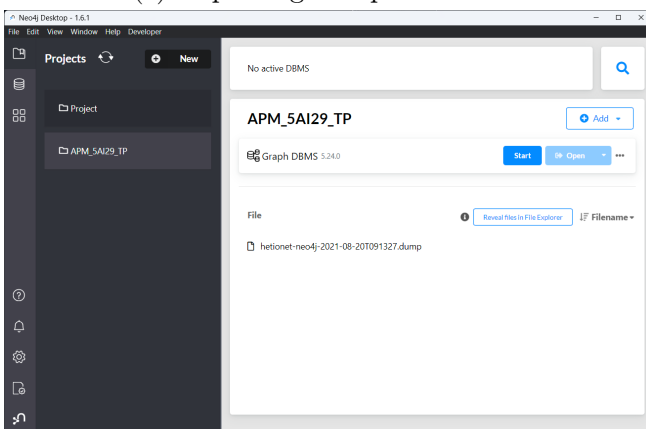 Neo4j Desktop - 1.6.1
File Edit View Window Help Developer
Projects
New
No active DBMS
Project
APM_5AI29_TP
APM_5AI29_TP
Add
Graph DBMS 5.24.0
Start
Open
File
Reveal files in File Explorer
Filename
hetionet-neo4j-2021-08-20T091327.dump